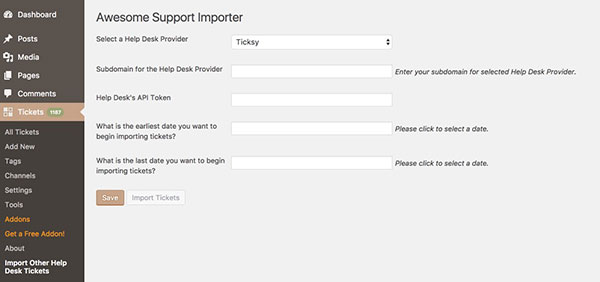 Dashboard
Posts
Media
Pages
Comments
Tickets 1167
All Tickets
Add New
Tags
Channels
Settings
Tools
Addons
Get a Free Addon!
About
Import Other Help
Desk Tickets
Awesome Support Importer
Select a Help Desk Provider
Ticksy
Subdomain for the Help Desk Provider
Enter your subdomain for selected Help Desk Provider.
Help Desk's API Token
What is the earliest date you want to
begin importing tickets?
Please click to select a date.
What is the last date you want to begin
importing tickets?
Please click to select a date.
Save
Import Tickets